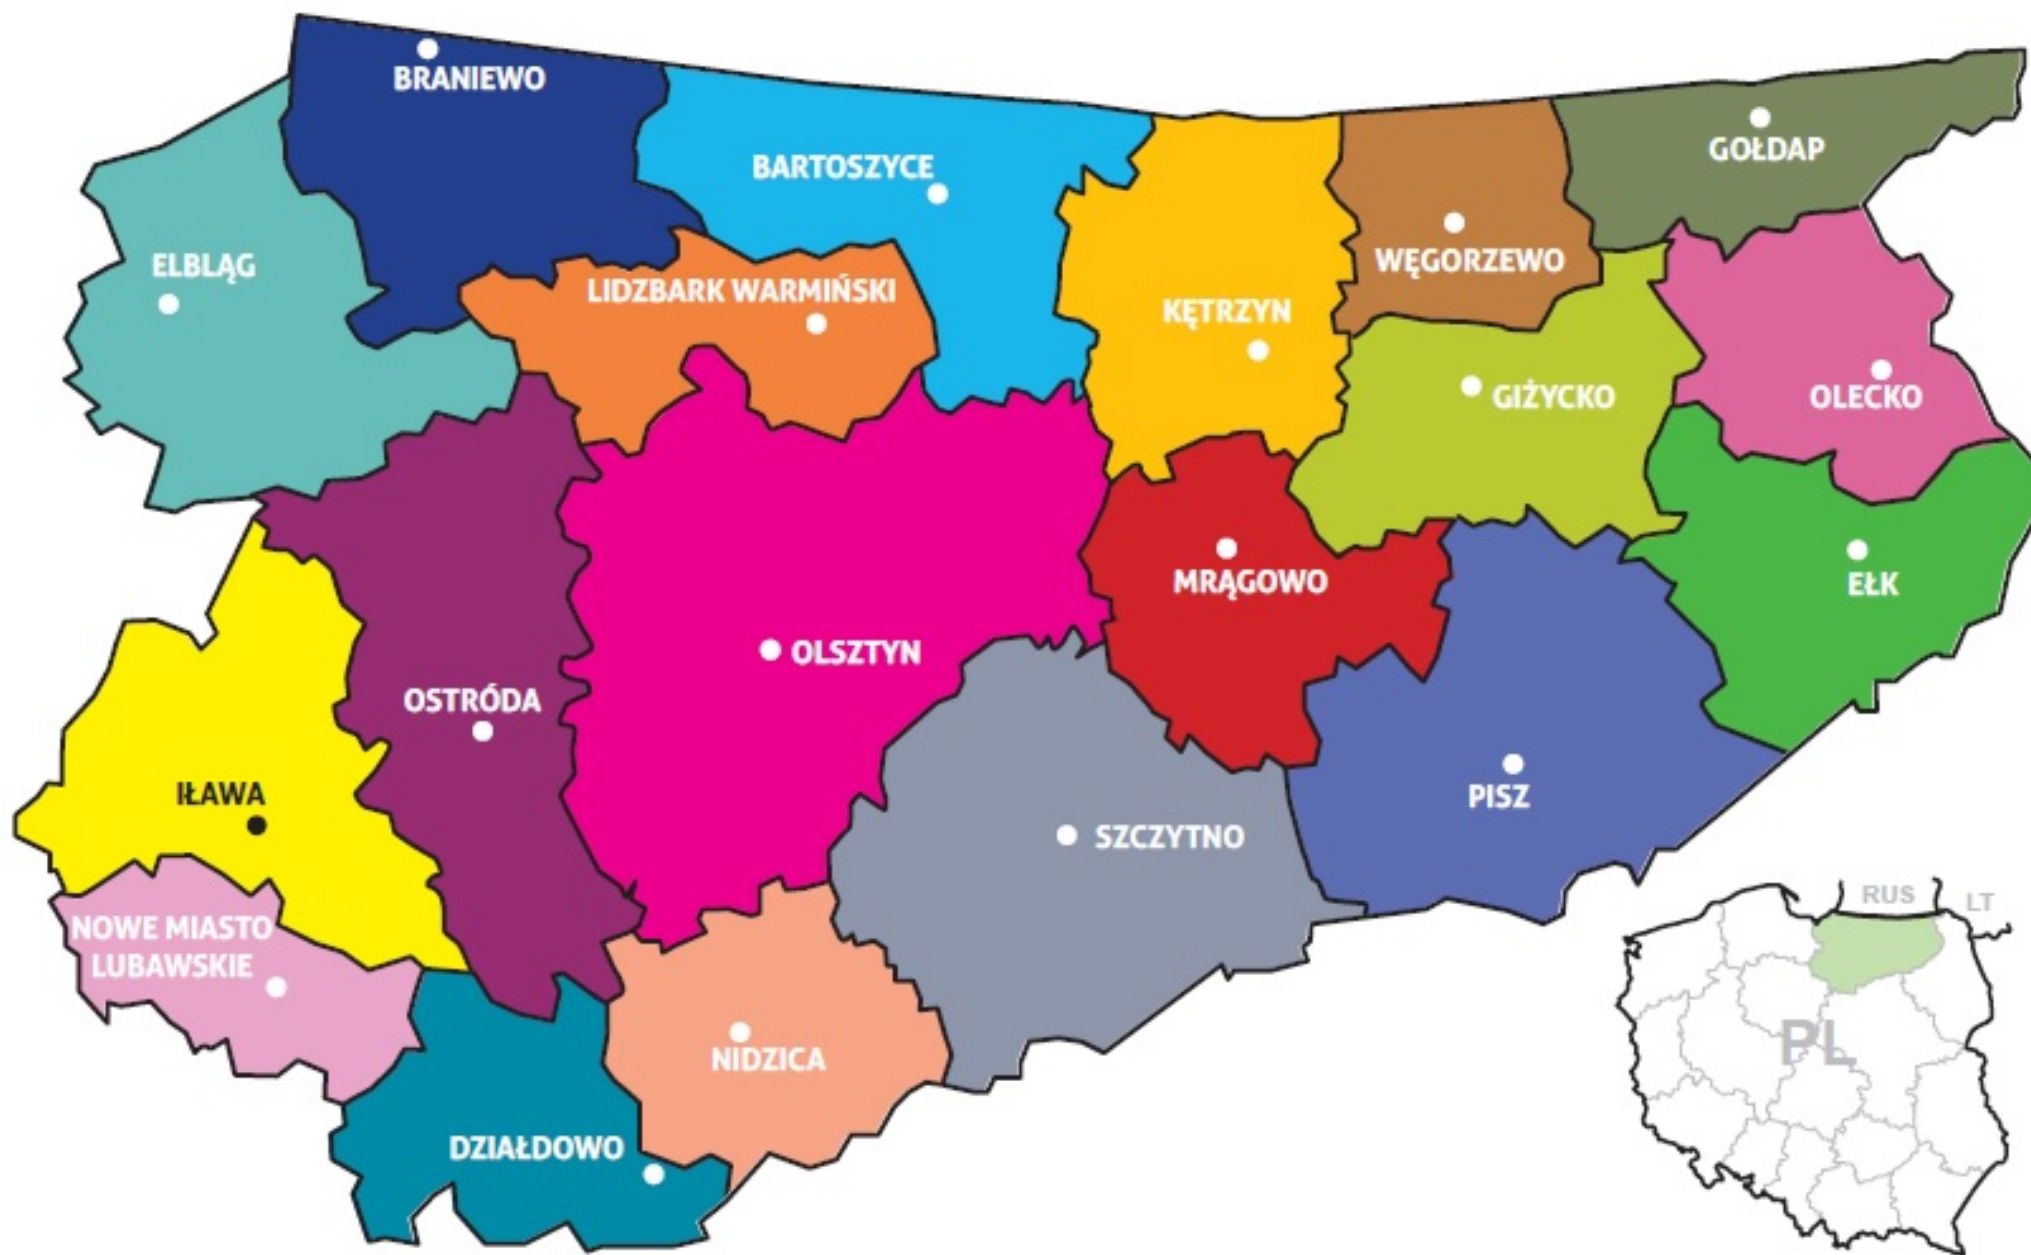 BRANIEWO
GOŁDAP
BARTOSZYCE
ELBLĄG
WĘGORZEWO
LIDZBARK WARMIŃSKI
KĘTRZYN
GIŻYCKO
OLECKO
MRĄGOWO
EŁK
OLSZTYN
OSTRÓDA
IŁAWA
PISZ
SZCZYTNO
NOWE MIASTO
LUBAWSKIE
NIDZICA
DZIAŁDOWO
RUS
LT
PL